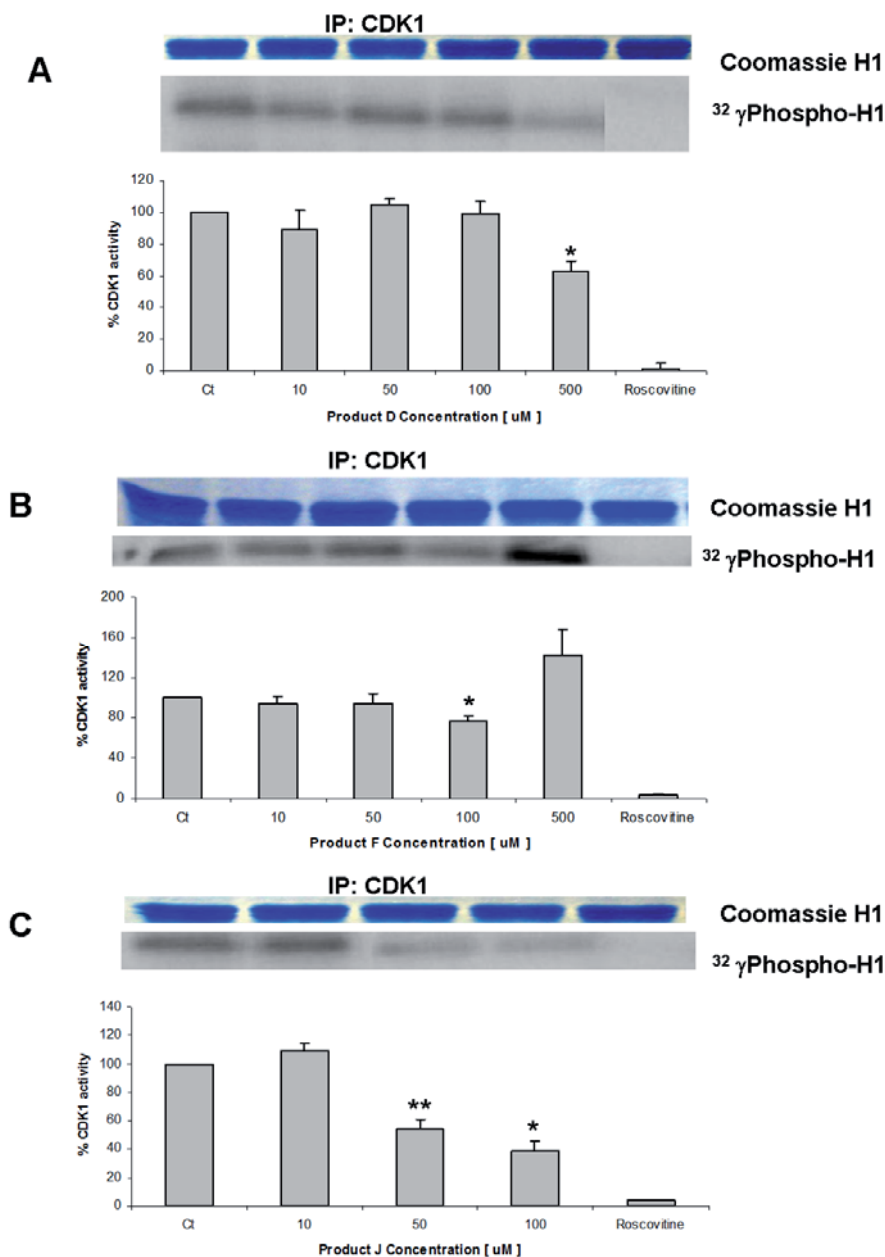 IP: CDK1
A
Coomassie H1
32 γPhospho-H1
120
100
80
60
40
20
0
% CDK1 activity
*
Ct 10 50 100 500 Roscovitine
Product D Concentration [ uM ]
IP: CDK1
B
Coomassie H1
32 γPhospho-H1
200
160
120
80
40
0
% CDK1 activity
*
Ct 10 50 100 500 Roscovitine
Product F Concentration [ uM ]
IP: CDK1
C
Coomassie H1
32 γPhospho-H1
140
120
100
80
60
40
20
0
% CDK1 activity
**
*
Ct 10 50 100 Roscovitine
Product J Concentration [ uM ]